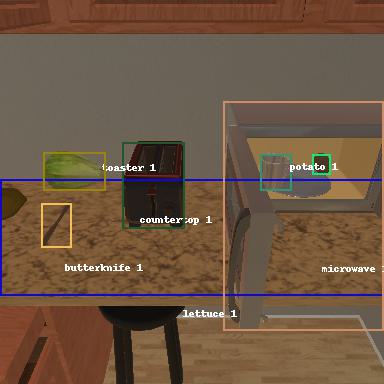 toaster 1
potato 1
countertop 1
butterknife 1
microwave 1
lettuce 1